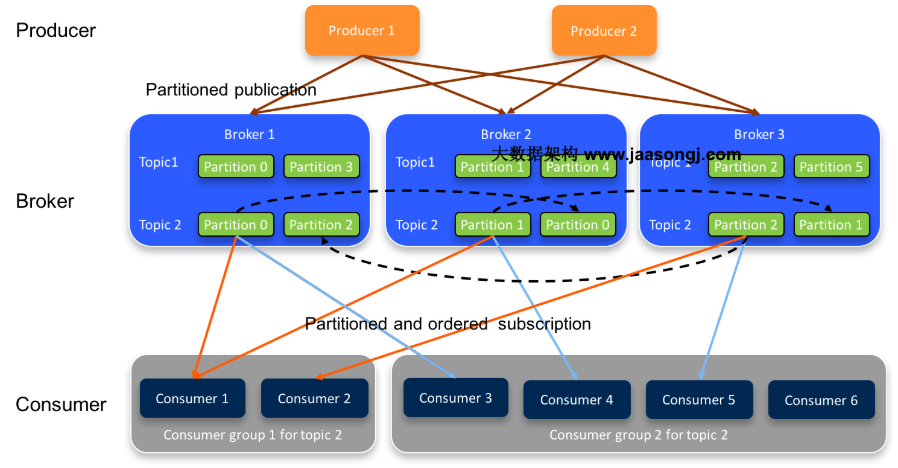 Producer
Producer 1
Producer 2
Partitioned publication
Broker
Broker 1
Topic1
Partition 0
Partition 3
Topic 2
Partition 0
Partition 2
Broker 2
Topic1
Partition 1
Partition 4
Topic 2
Partition 1
Partition 0
Broker 3
Topic 1
Partition 2
Partition 5
Topic 2
Partition 2
Partition 1
大数据架构 www.jaasongj.com
Partitioned and ordered subscription
Consumer
Consumer 1
Consumer 2
Consumer group 1 for topic 2
Consumer 3
Consumer 4
Consumer 5
Consumer 6
Consumer group 2 for topic 2